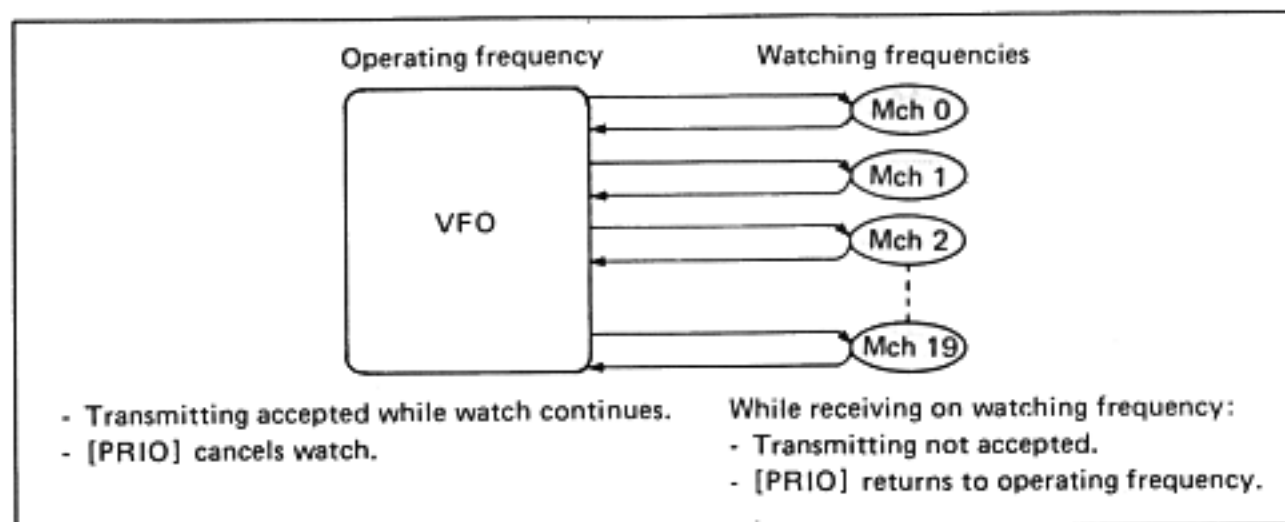 Operating frequency
Watching frequencies
VFO
Mch 0
Mch 1
Mch 2
Mch 19
- Transmitting accepted while watch continues.
- [PRIO] cancels watch.
While receiving on watching frequency:
- Transmitting not accepted.
- [PRIO] returns to operating frequency.